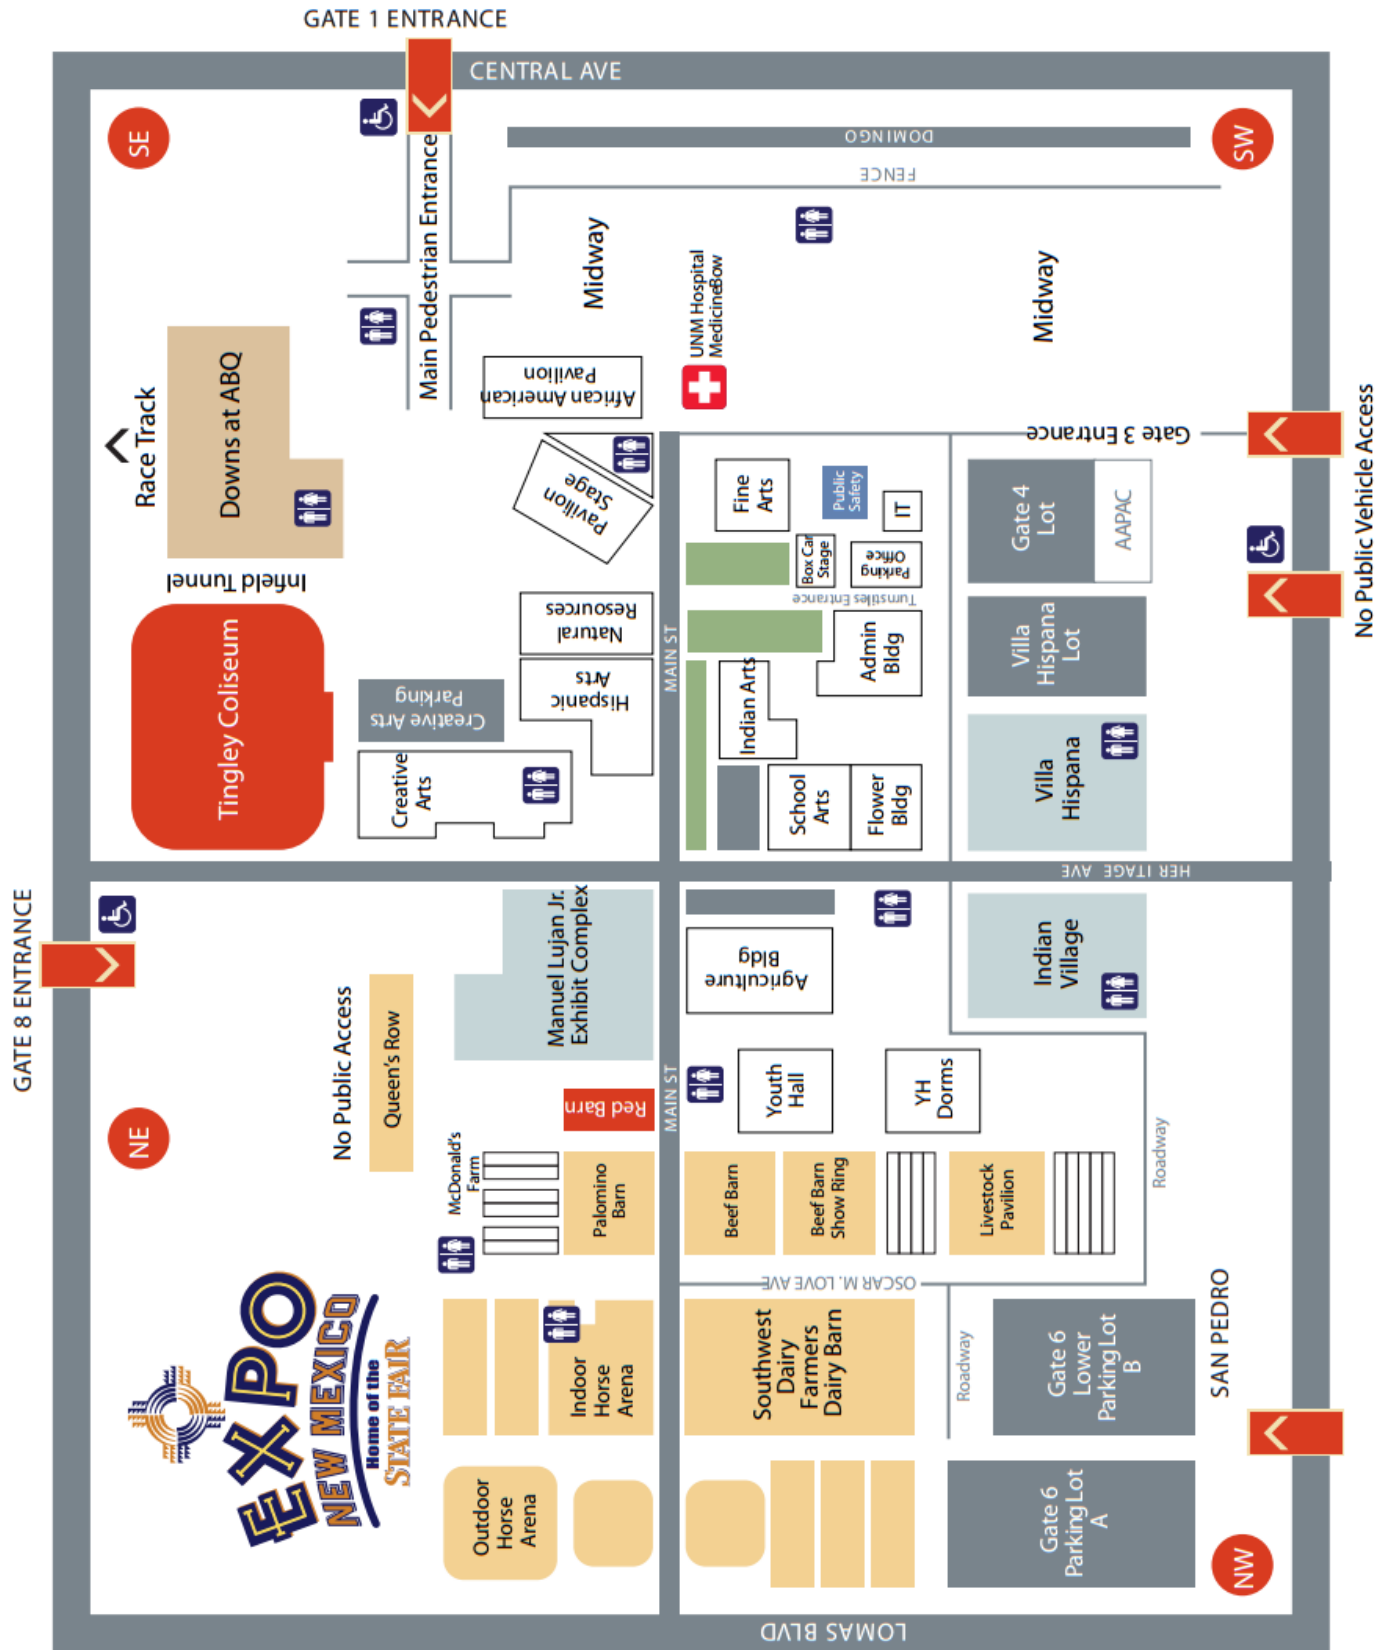 GATE 1 ENTRANCE
CENTRAL AVE
SE
SW
DOMINGO
FENCE
Main Pedestrian Entrance
Midway
UNM Hospital
MedicineBow
Midway
Race Track
Downs at ABQ
African American
Pavilion
Pavilion
Stage
Infield Tunnel
Gate 3 Entrance
No Public Vehicle Access
Fine
Arts
Public
Safety
IT
Gate 4
Lot
AAPAC
Box Car
Stage
Parking
Office
Turnstiles Entrance
Tingley Coliseum
Natural
Resources
Hispanic
Arts
MAIN ST
Creative Arts
Parking
Creative
Arts
Indian Arts
Admin
Bldg
Villa
Hispana
Lot
School
Arts
Flower
Bldg
Villa
Hispana
HERITAGE AVE
GATE 8 ENTRANCE
NE
No Public Access
Queen's Row
Manuel Lujan Jr.
Exhibit Complex
Agriculture
Bldg
Indian
Village
Red Barn
MAIN ST
Youth
Hall
YH
Dorms
Roadway
McDonald's
Farm
Palomino
Barn
Beef Barn
Beef Barn
Show Ring
Livestock
Pavilion
OSCAR M. LOVE AVE
EXPO
NEW MEXICO
Home of the
STATE FAIR
Indoor
Horse
Arena
Southwest
Dairy
Farmers
Dairy Barn
Roadway
Gate 6
Lower
Parking Lot
B
SAN PEDRO
Outdoor
Horse
Arena
Gate 6
Parking Lot
A
NW
LOMAS BLVD